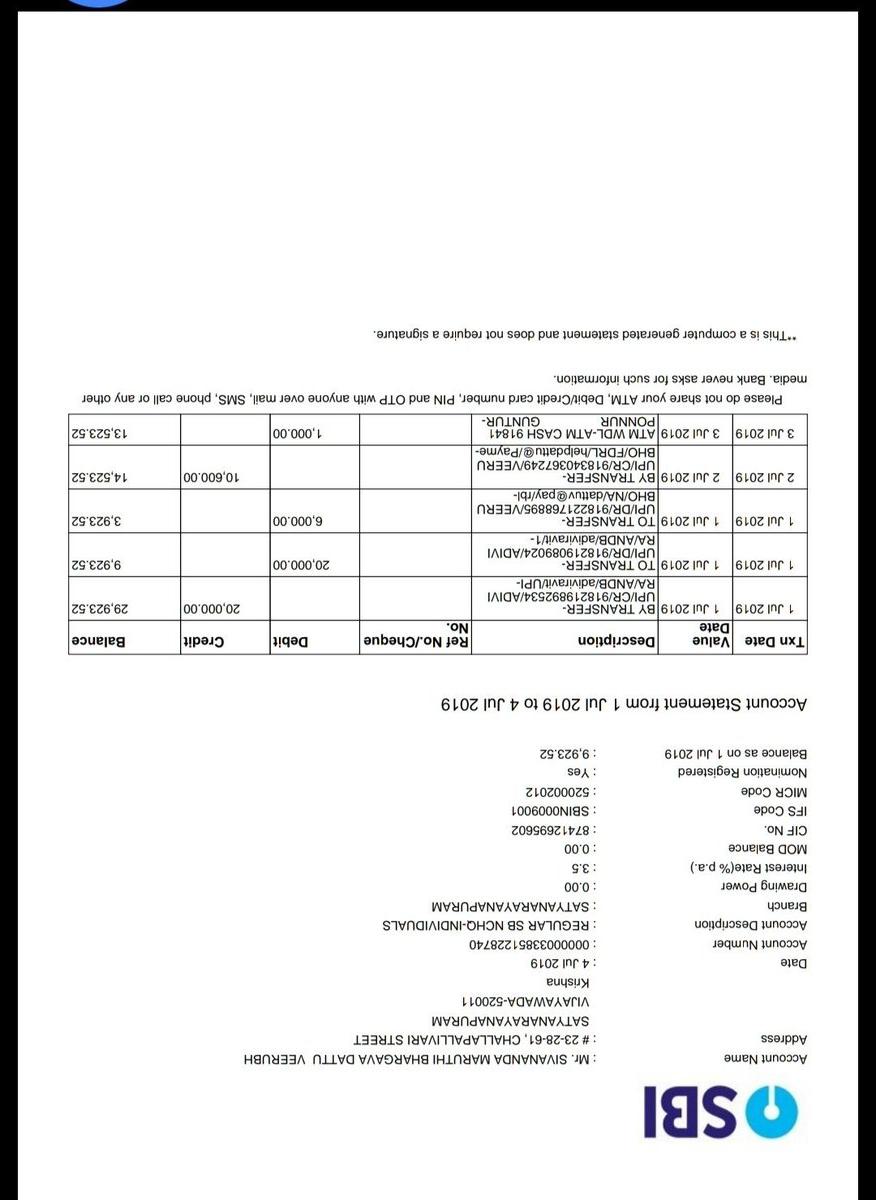 SBI
Account Name : Mr. SIVANANDA MARUTHI BHARGAVA DATTU VEERUBH
Address : # 23-28-61, CHALLAPALLIVARI STREET
SATYANARAYANAPURAM
VIJAYAWADA-520011
Krishna
Date : 4 Jul 2019
Account Number : 00000033851228740
Account Description : REGULAR SB NCHQ-INDIVIDUALS
Branch : SATYANARAYANAPURAM
Drawing Power : 0.00
Interest Rate(% p.a.) : 3.5
MOD Balance : 0.00
CIF No. : 87412695602
IFS Code : SBIN0009001
MICR Code : 520002012
Nomination Registered : Yes
Balance as on 1 Jul 2019 : 9,923.52
Account Statement from 1 Jul 2019 to 4 Jul 2019
Txn Date Value Date Description Ref No./Cheque No. Debit Credit Balance
1 Jul 2019 1 Jul 2019 BY TRANSFER- 20,000.00 29,923.52
UPI/CR/918219892534/ADIVI
RA/ANDB/adiviravit/UPI-
1 Jul 2019 1 Jul 2019 TO TRANSFER- 20,000.00 9,923.52
UPI/DR/918219089024/ADIVI
RA/ANDB/adiviravit/1-
1 Jul 2019 1 Jul 2019 TO TRANSFER- 6,000.00 3,923.52
UPI/DR/918221768895/VEERU
BHO/NA/dattuv@pay/rbl-
2 Jul 2019 2 Jul 2019 BY TRANSFER- 10,600.00 14,523.52
UPI/CR/918340367249/VEERU
BHO/FDRL/helpdattu@/Payme-
3 Jul 2019 3 Jul 2019 ATM WDL-ATM CASH 91841 1,000.00 13,523.52
PONNUR GUNTUR-
Please do not share your ATM, Debit/Credit card number, PIN and OTP with anyone over mail, SMS, phone call or any other
media. Bank never asks for such information.
**This is a computer generated statement and does not require a signature.